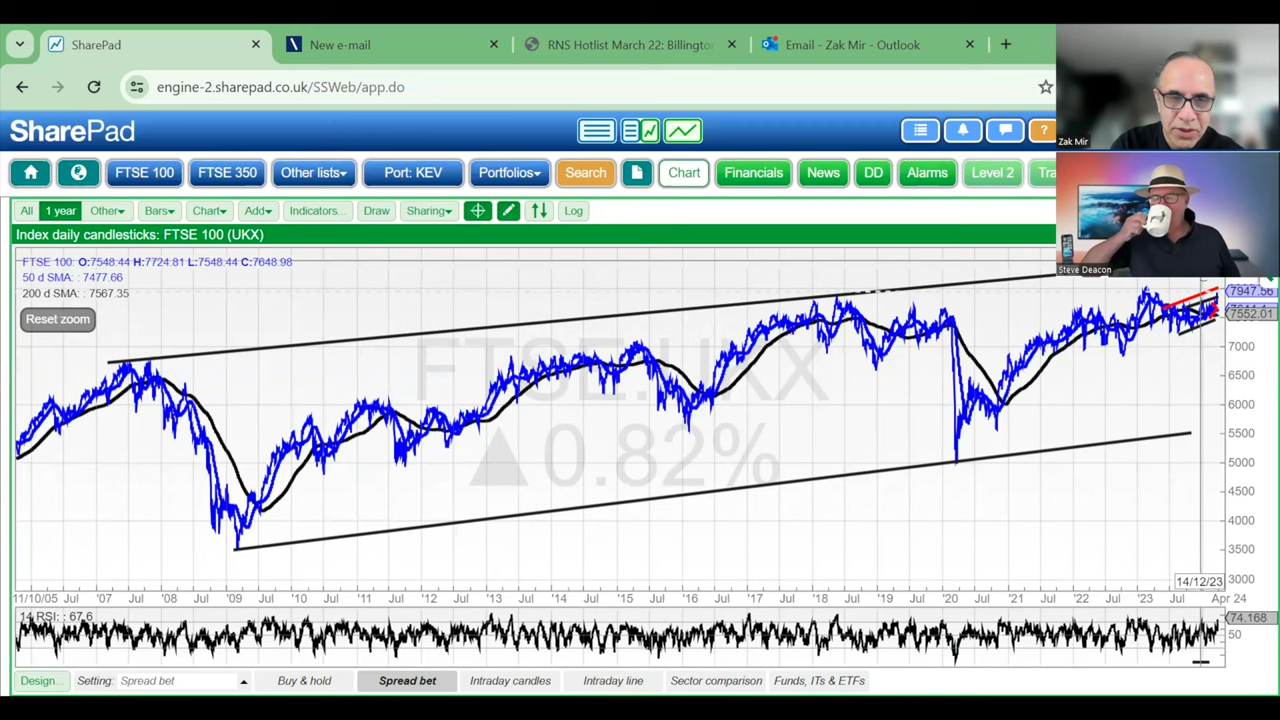 SharePad
New e-mail
RNS Hotlist March 22: Billingto
Email - Zak Mir - Outlook
engine-2.sharepad.co.uk/SSWeb/app.do
SharePad
?
Zak Mir
FTSE 100
FTSE 350
Other lists
Port: KEV
Portfolios
Search
Chart
Financials
News
DD
Alarms
Level 2
Tra
All
1 year
Other
Bars
Chart
Add
Indicators...
Draw
Sharing
Log
Index daily candlesticks: FTSE 100 (UKX)
Steve Deacon
FTSE 100: O:7548.44 H:7724.81 L:7548.44 C:7648.98
50 d SMA: : 7477.66
200 d SMA: : 7567.35
Reset zoom
FTSE:UKX
▲0.82%
7947.56
7552.01
7000
6500
6000
5500
5000
4500
4000
3500
3000
14/12/23
11/10/05 Jul '07 Jul '08 Jul '09 Jul '10 Jul '11 Jul '12 Jul '13 Jul '14 Jul '15 Jul '16 Jul '17 Jul '18 Jul '19 Jul '20 Jul '21 Jul '22 Jul '23 Jul Apr 24
14 RSI: : 67.6
74.168
50
Design...
Setting: Spread bet
Buy & hold
Spread bet
Intraday candles
Intraday line
Sector comparison
Funds, ITs & ETFs